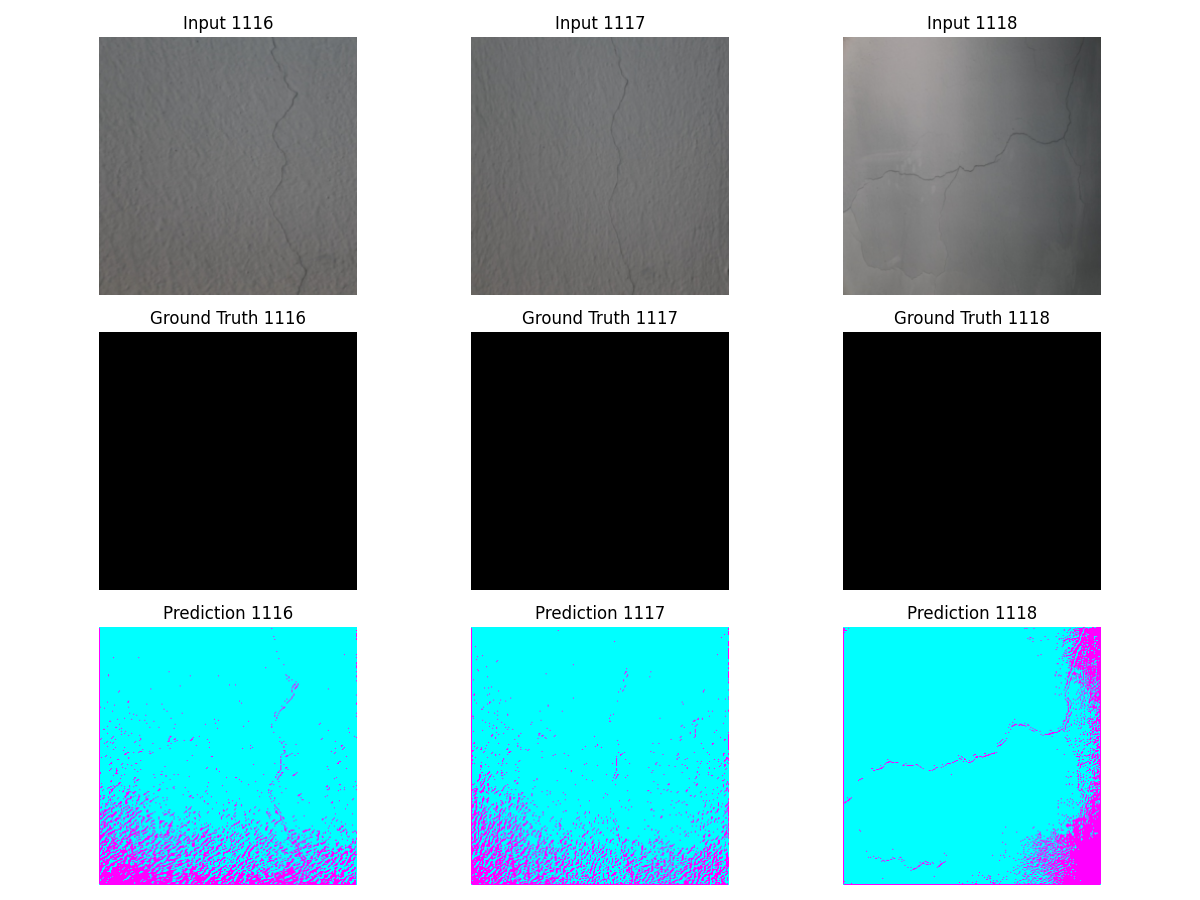 Input 1116
Input 1117
Input 1118
Ground Truth 1116
Ground Truth 1117
Ground Truth 1118
Prediction 1116
Prediction 1117
Prediction 1118